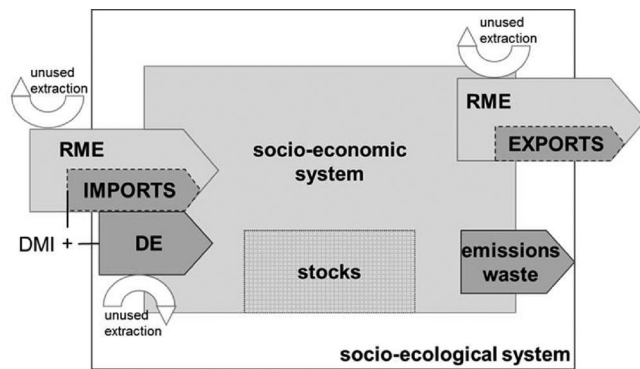 unused
extraction
unused
extraction
RME
RME
EXPORTS
socio-economic
system
IMPORTS
DMI +
DE
emissions
waste
stocks
unused
extraction
socio-ecological system